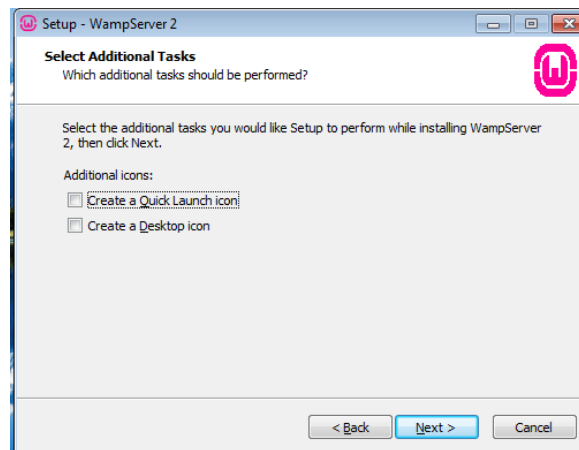 Setup - WampServer 2
Select Additional Tasks
Which additional tasks should be performed?
Select the additional tasks you would like Setup to perform while installing WampServer
2, then click Next.
Additional icons:
Create a Quick Launch icon
Create a Desktop icon
< Back Next > Cancel